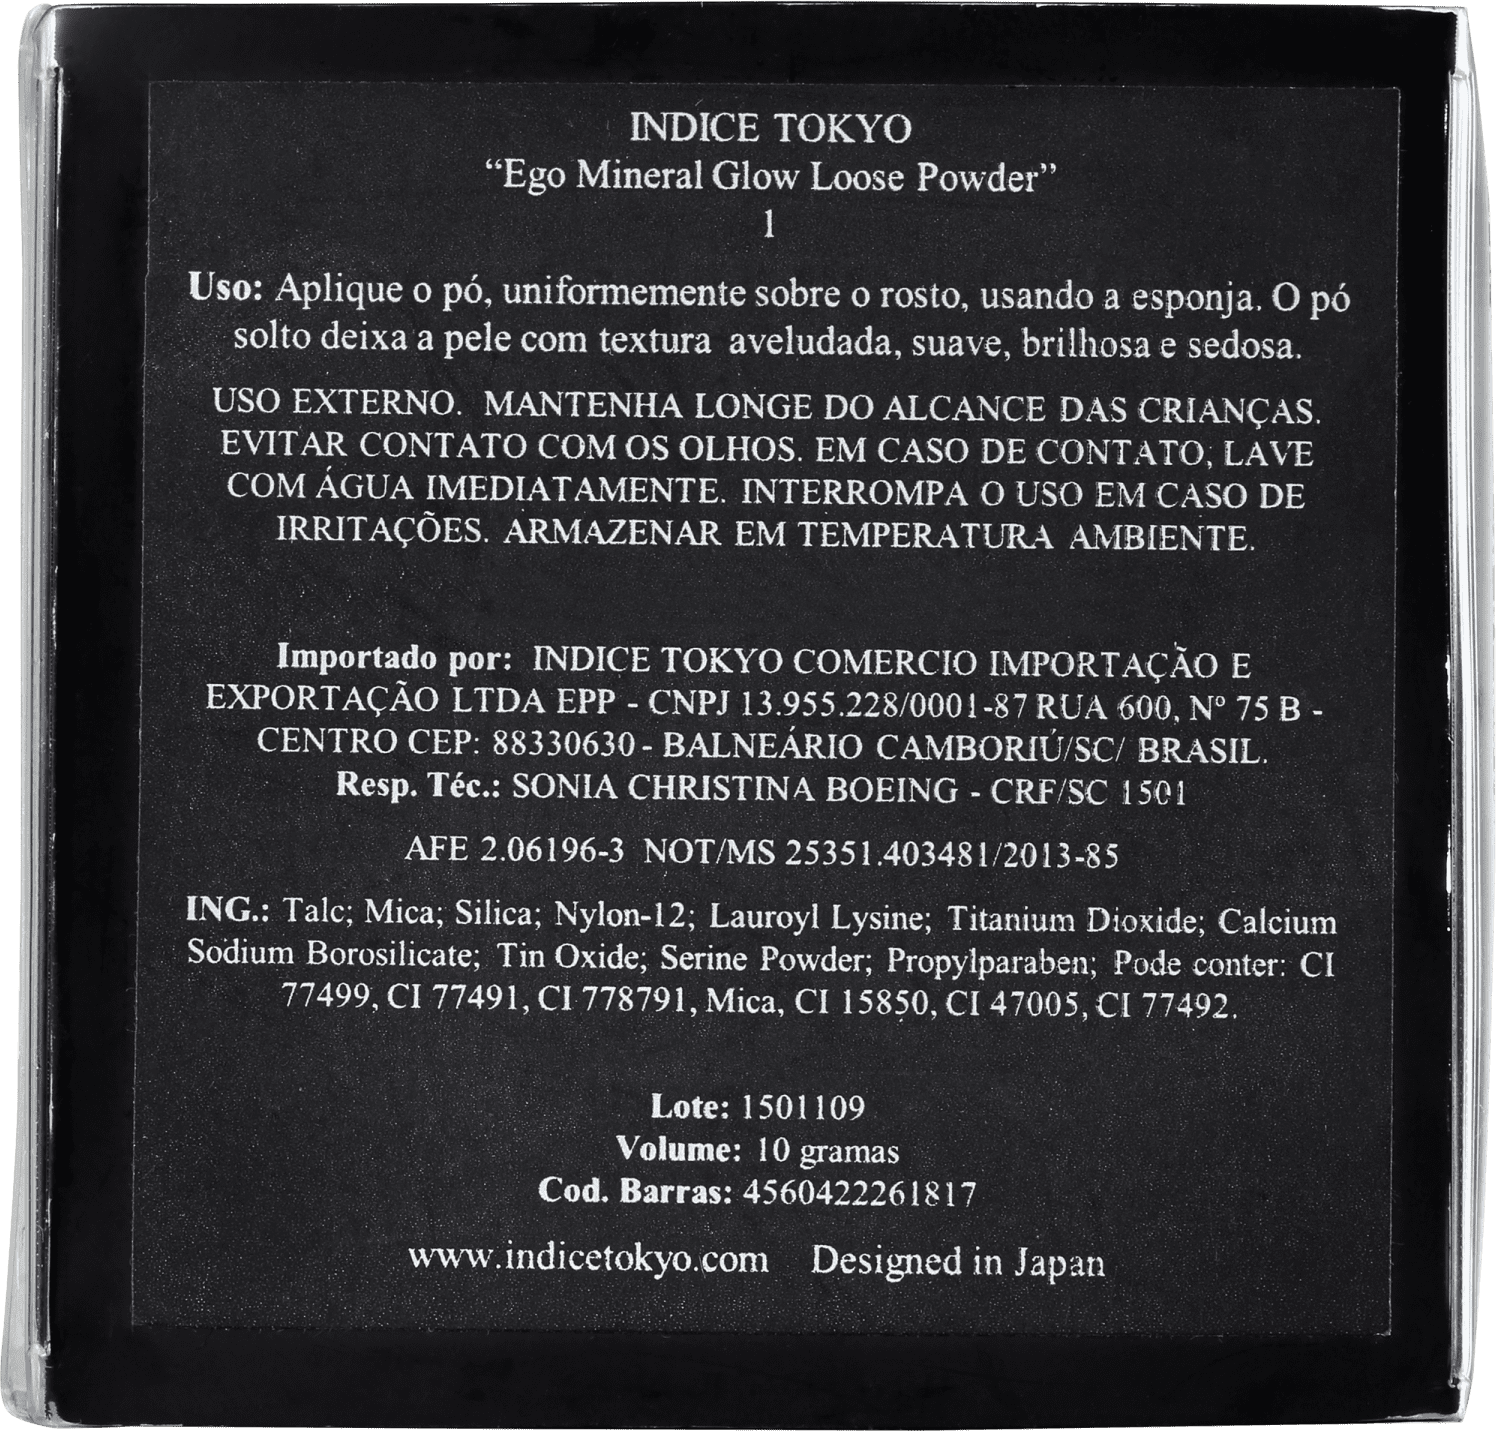 INDICE TOKYO
“Ego Mineral Glow Loose Powder”
1
Uso: Aplique o pó, uniformemente sobre o rosto, usando a esponja. O pó
solto deixa a pele com textura aveludada, suave, brilhosa e sedosa.
USO EXTERNO. MANTENHA LONGE DO ALCANCE DAS CRIANÇAS.
EVITAR CONTATO COM OS OLHOS. EM CASO DE CONTATO, LAVE
COM ÁGUA IMEDIATAMENTE. INTERROMPA O USO EM CASO DE
IRRITAÇÕES. ARMAZENAR EM TEMPERATURA AMBIENTE.
Importado por: INDICE TOKYO COMERCIO IMPORTAÇÃO E
EXPORTAÇÃO LTDA EPP - CNPJ 13.955.228/0001-87 RUA 600, Nº 75 B -
CENTRO CEP: 88330630 - BALNEÁRIO CAMBORIÚ/SC/ BRASIL.
Resp. Téc.: SONIA CHRISTINA BOEING - CRF/SC 1501
AFE 2.06196-3 NOT/MS 25351.403481/2013-85
ING.: Talc; Mica; Silica; Nylon-12; Lauroyl Lysine; Titanium Dioxide; Calcium
Sodium Borosilicate; Tin Oxide; Serine Powder; Propylparaben; Pode conter: CI
77499, CI 77491, CI 778791, Mica, CI 15850, CI 47005, CI 77492.
Lote: 1501109
Volume: 10 gramas
Cod. Barras: 4560422261817
www.indicetokyo.com Designed in Japan